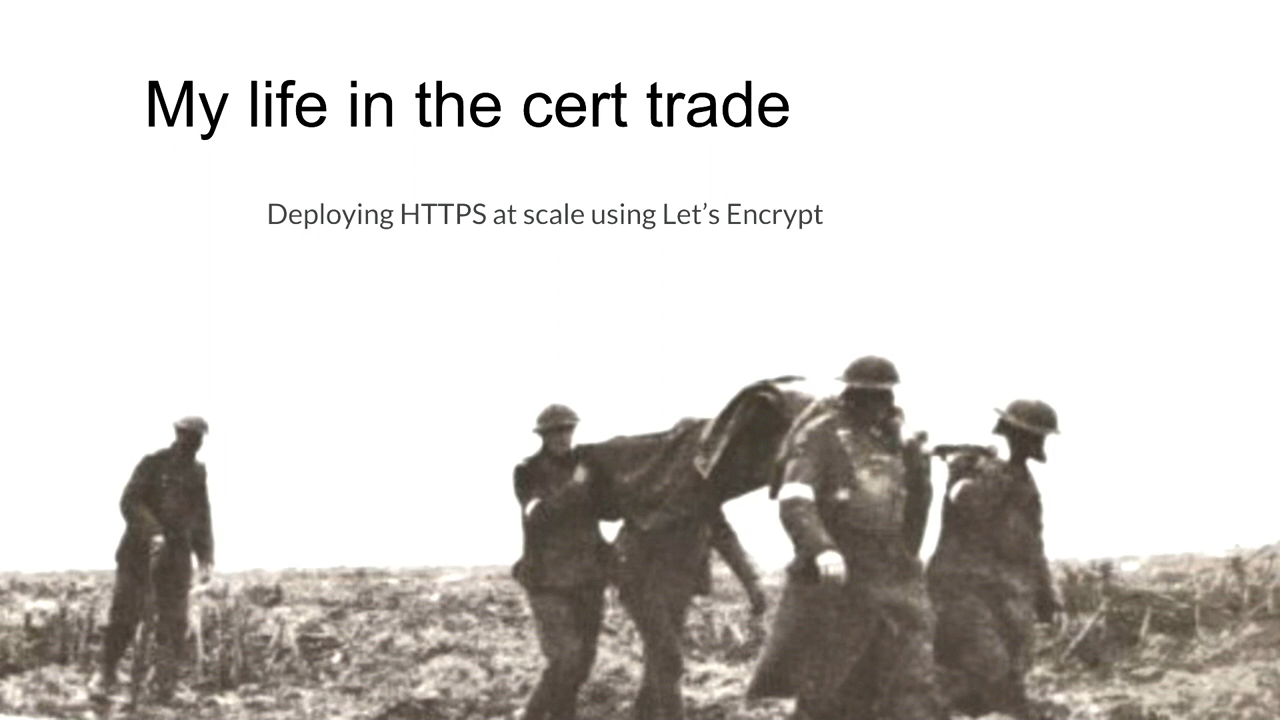 My life in the cert trade
Deploying HTTPS at scale using Let’s Encrypt